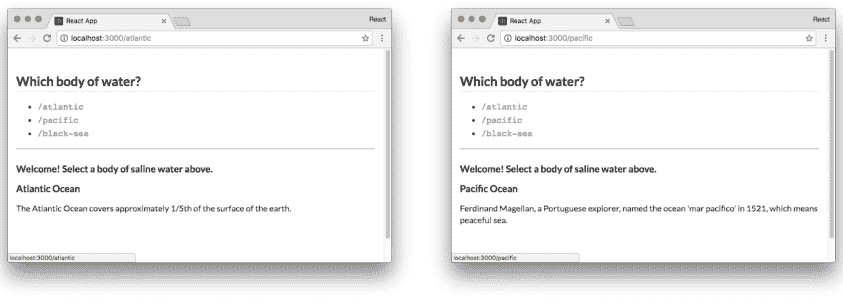 React App
React
localhost:3000/atlantic
Which body of water?
/atlantic
/pacific
/black-sea
Welcome! Select a body of saline water above.
Atlantic Ocean
The Atlantic Ocean covers approximately 1/5th of the surface of the earth.
localhost:3000/atlantic
React App
React
localhost:3000/pacific
Which body of water?
/atlantic
/pacific
/black-sea
Welcome! Select a body of saline water above.
Pacific Ocean
Ferdinand Magellan, a Portuguese explorer, named the ocean 'mar pacifico' in 1521, which means
peaceful sea.
localhost:3000/pacific